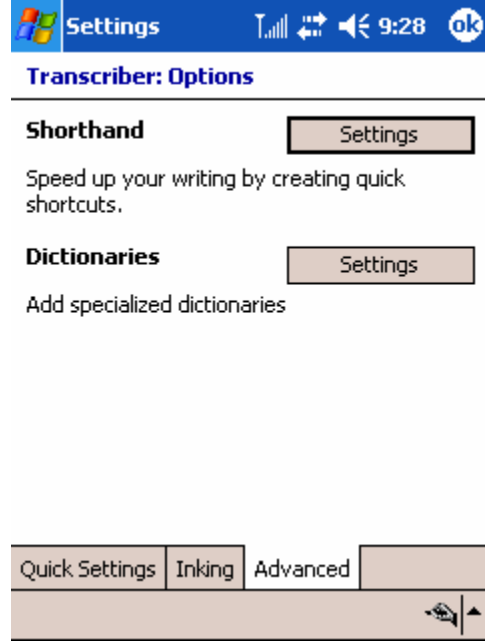 Settings 9:28 ok
Transcriber: Options
Shorthand Settings
Speed up your writing by creating quick
shortcuts.
Dictionaries Settings
Add specialized dictionaries
Quick Settings Inking Advanced